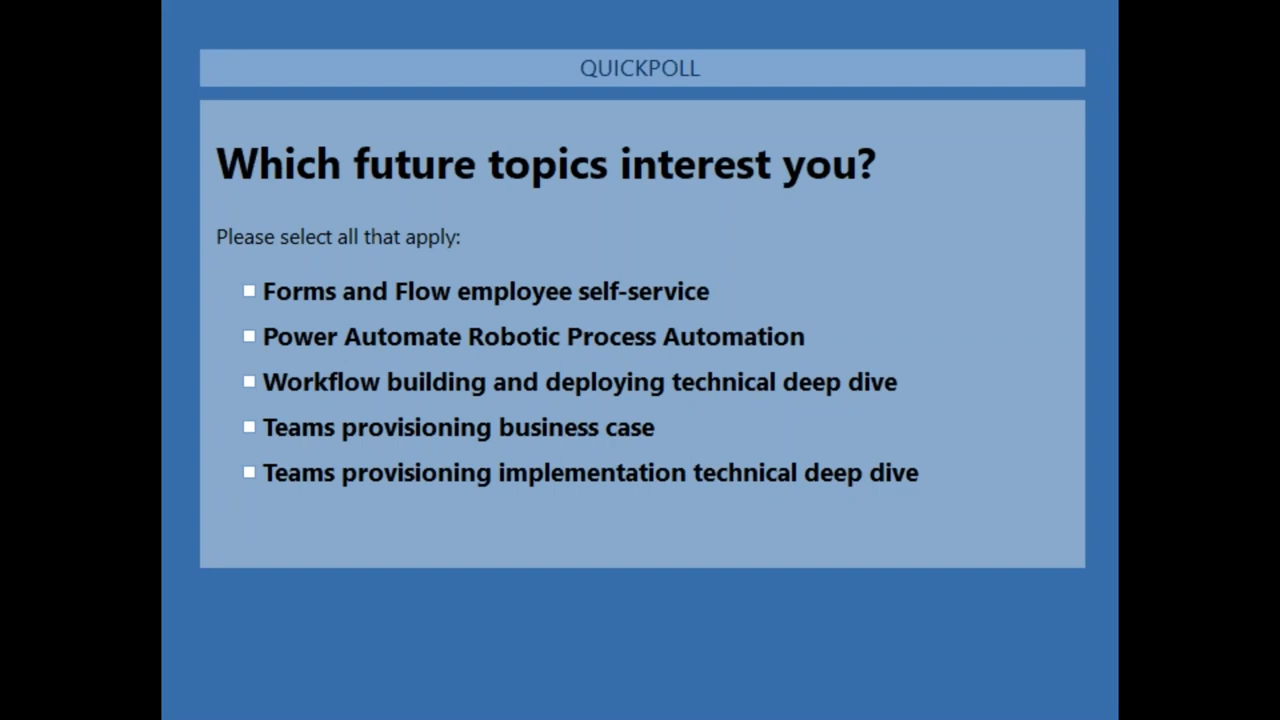 QUICKPOLL
Which future topics interest you?
Please select all that apply:
Forms and Flow employee self-service
Power Automate Robotic Process Automation
Workflow building and deploying technical deep dive
Teams provisioning business case
Teams provisioning implementation technical deep dive